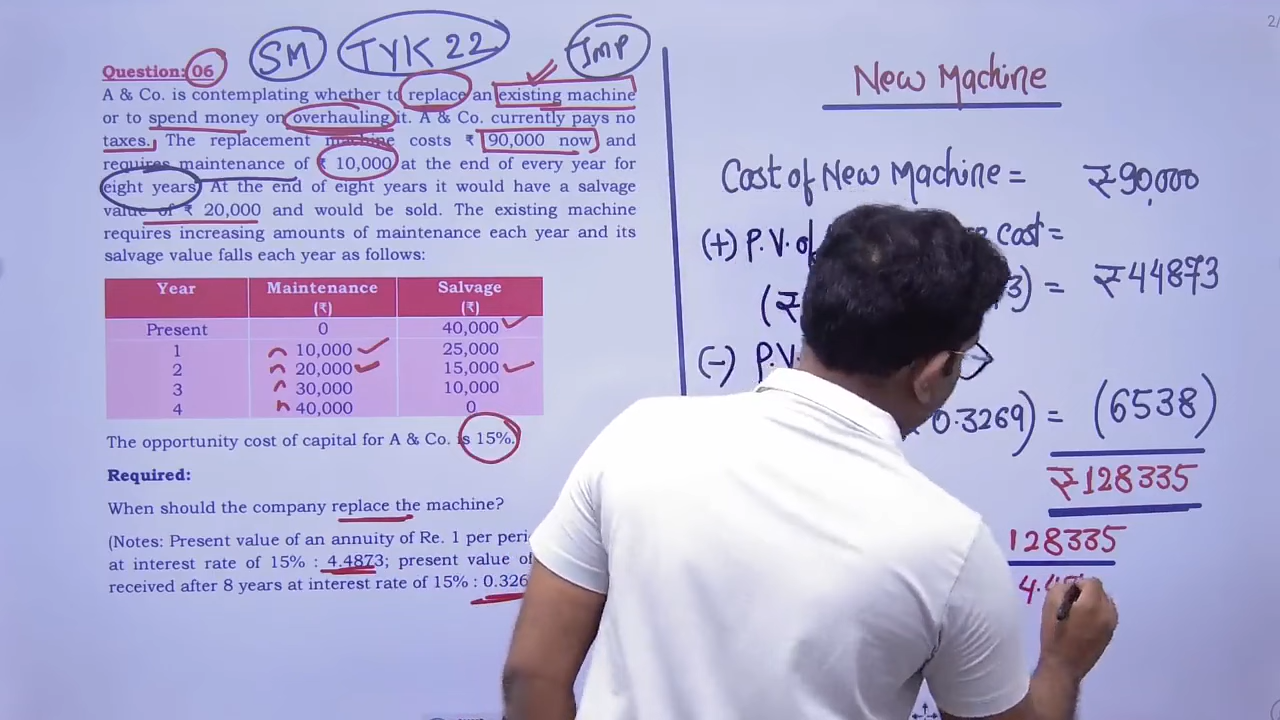 SM TYK 22 Imp
Question: 06
A & Co. is contemplating whether to replace an existing machine
or to spend money on overhauling it. A & Co. currently pays no
taxes. The replacement machine costs ₹ 90,000 now and
requires maintenance of ₹ 10,000 at the end of every year for
eight years. At the end of eight years it would have a salvage
value of ₹ 20,000 and would be sold. The existing machine
requires increasing amounts of maintenance each year and its
salvage value falls each year as follows:
Year Maintenance (₹) Salvage (₹)
Present 0 40,000
1 10,000 25,000
2 20,000 15,000
3 30,000 10,000
4 40,000 0
The opportunity cost of capital for A & Co. is 15%.
Required:
When should the company replace the machine?
(Notes: Present value of an annuity of Re. 1 per
at interest rate of 15% : 4.4873; present value of
received after 8 years at interest rate of 15% :
New Machine
Cost of New Machine = ₹90,000
(+) P.V. of cost =
(₹ 3) = ₹44873
(-) P.V.
0.3269) = (6538)
₹128335
128335